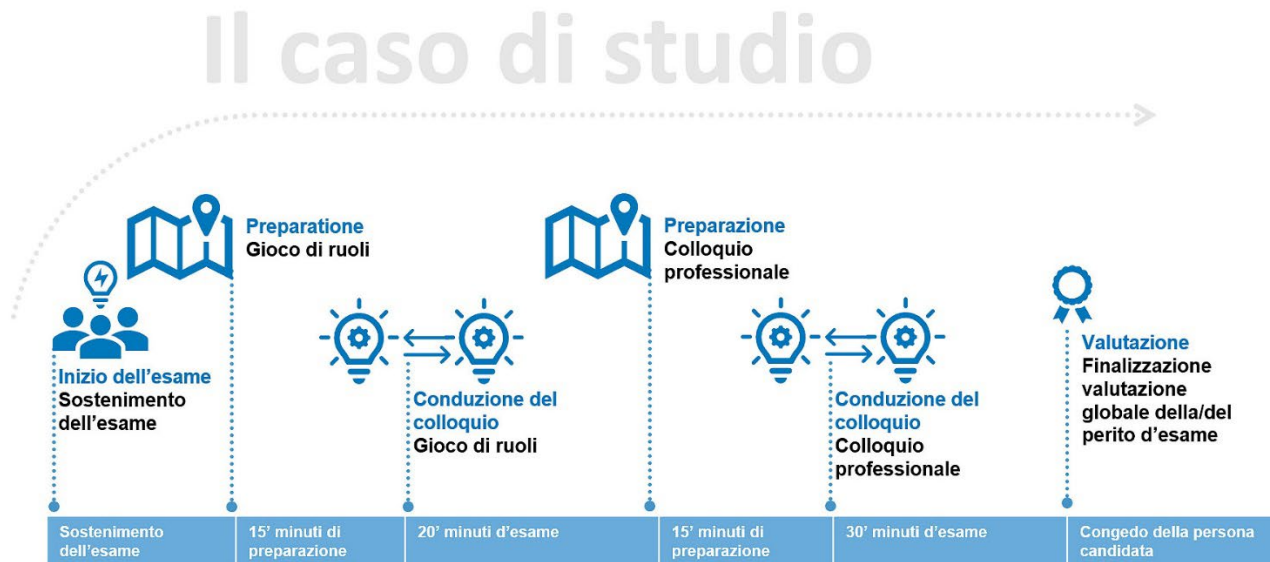 Il caso di studio
Preparatione
Gioco di ruoli
Preparazione
Colloquio
professionale
Inizio dell'esame
Sostenimento
dell'esame
Conduzione del
colloquio
Gioco di ruoli
Conduzione del
colloquio
Colloquio
professionale
Valutazione
Finalizzazione
valutazione
globale della/del
perito d'esame
Sostenimento
dell'esame
15' minuti di
preparazione
20' minuti d'esame
15' minuti di
preparazione
30' minuti d'esame
Congedo della persona
candidata